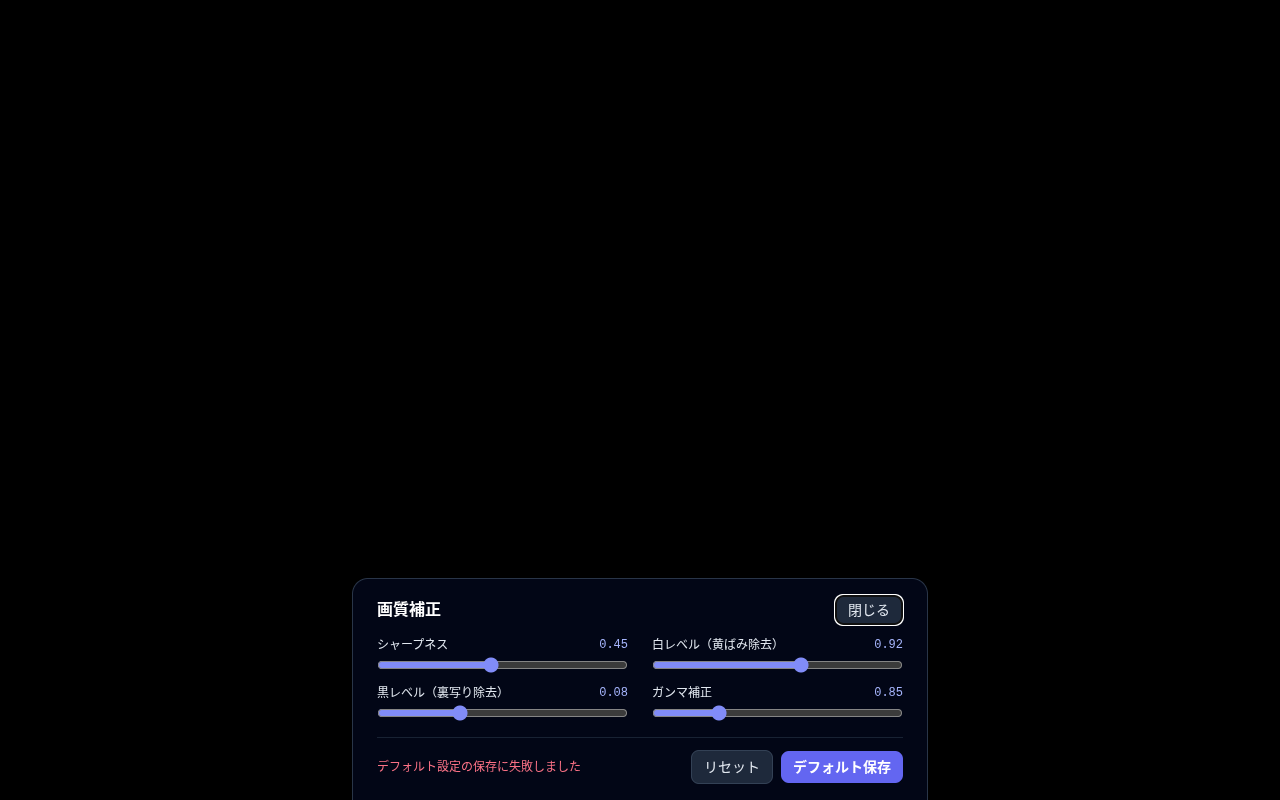 画質補正
閉じる
シャープネス 0.45
白レベル（黄ばみ除去） 0.92
黒レベル（裏写り除去） 0.08
ガンマ補正 0.85
デフォルト設定の保存に失敗しました
リセット
デフォルト保存